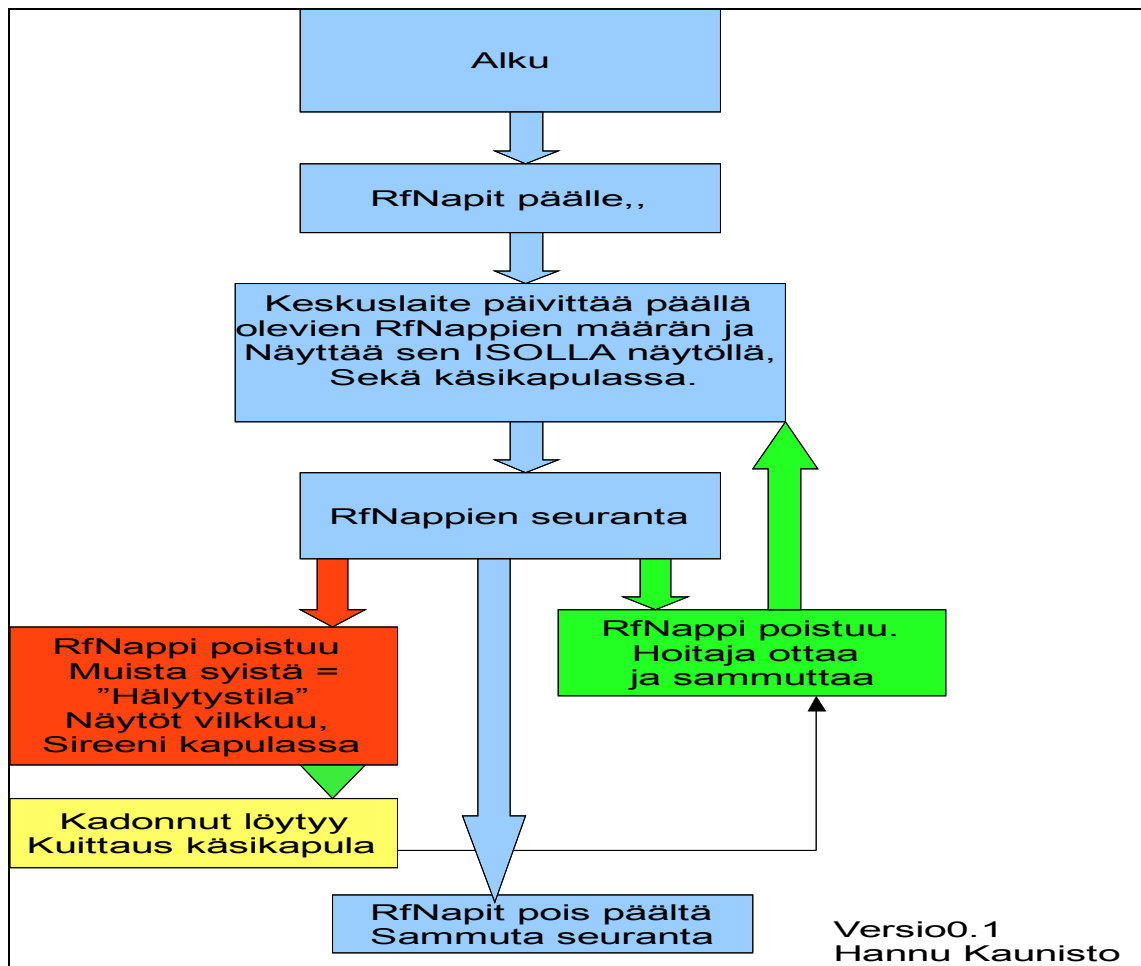 Alku
RfNapit päälle,,
Keskuslaite päivittää päällä
olevien RfNappien määrän ja
Näyttää sen ISOLLA näytöllä,
Sekä käsikapulassa.
RfNappien seuranta
RfNappi poistuu
Muista syistä =
”Hälytystila”
Näytöt vilkkuu,
Sireeni kapulassa
RfNappi poistuu.
Hoitaja ottaa
ja sammuttaa
Kadonnut löytyy
Kuittaus käsikapula
RfNapit pois päältä
Sammuta seuranta
Versio0.1
Hannu Kaunisto